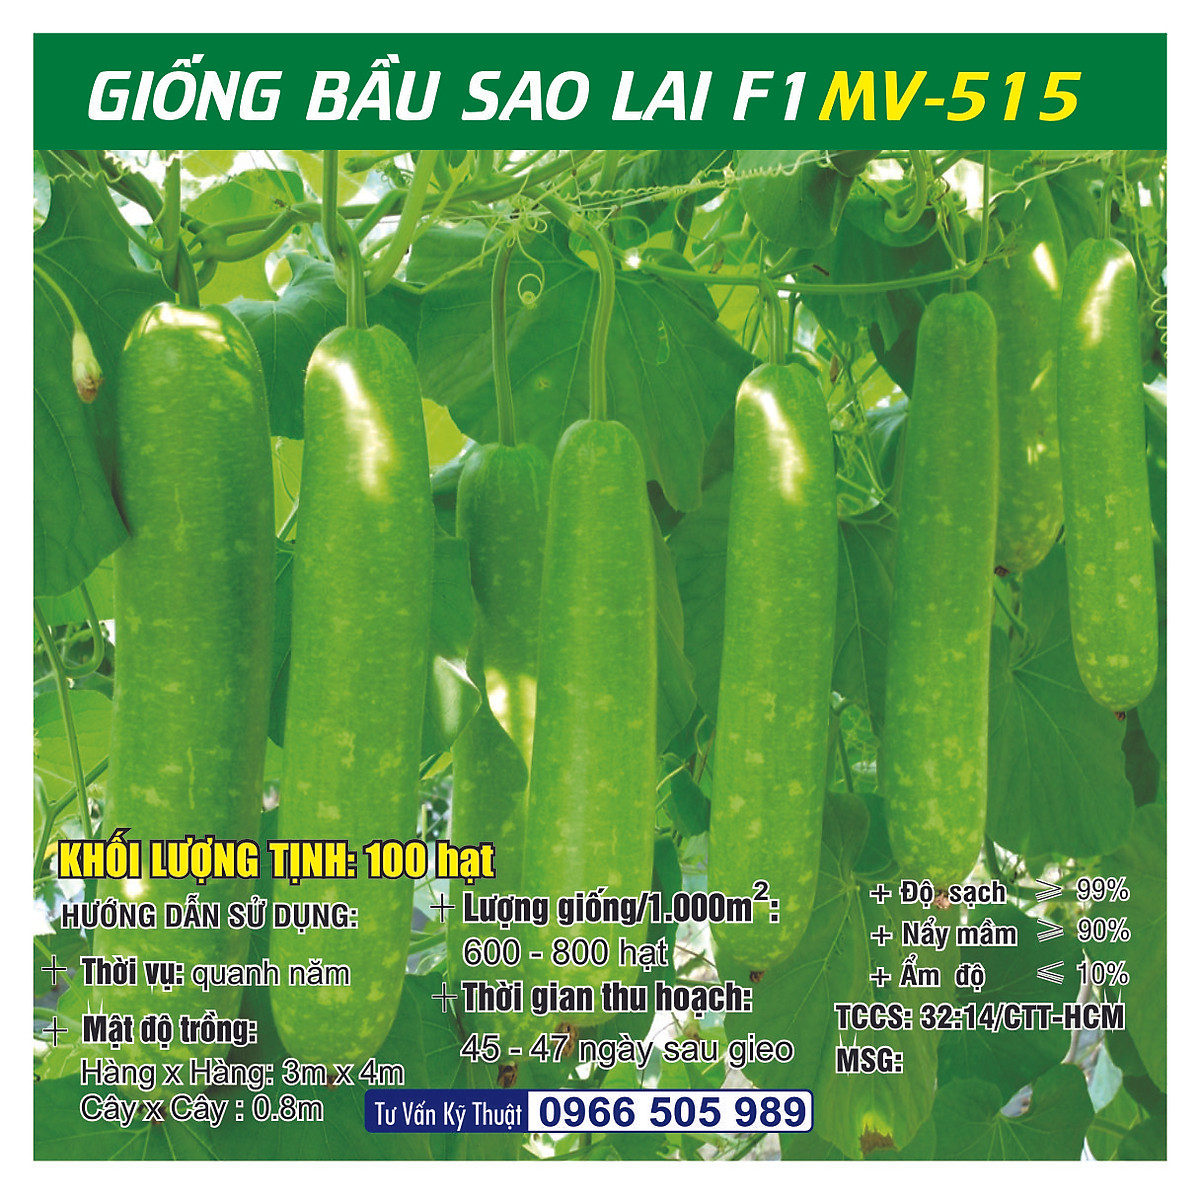 GIỐNG BẦU SAO LAI F1 MV-515
KHỐI LƯỢNG TỊNH: 100 hạt
HƯỚNG DẪN SỬ DỤNG:
+ Thời vụ: quanh năm
+ Mật độ trồng:
Hàng x Hàng: 3m x 4m
Cây x Cây : 0.8m
+ Lượng giống/1.000m²:
600 - 800 hạt
+ Thời gian thu hoạch:
45 - 47 ngày sau gieo
+ Độ sạch ⩾ 99%
+ Nẩy mầm ⩾ 90%
+ Ẩm độ ⩽ 10%
TCCS: 32:14/CTT-HCM
MSG:
Tư Vấn Kỹ Thuật 0966 505 989